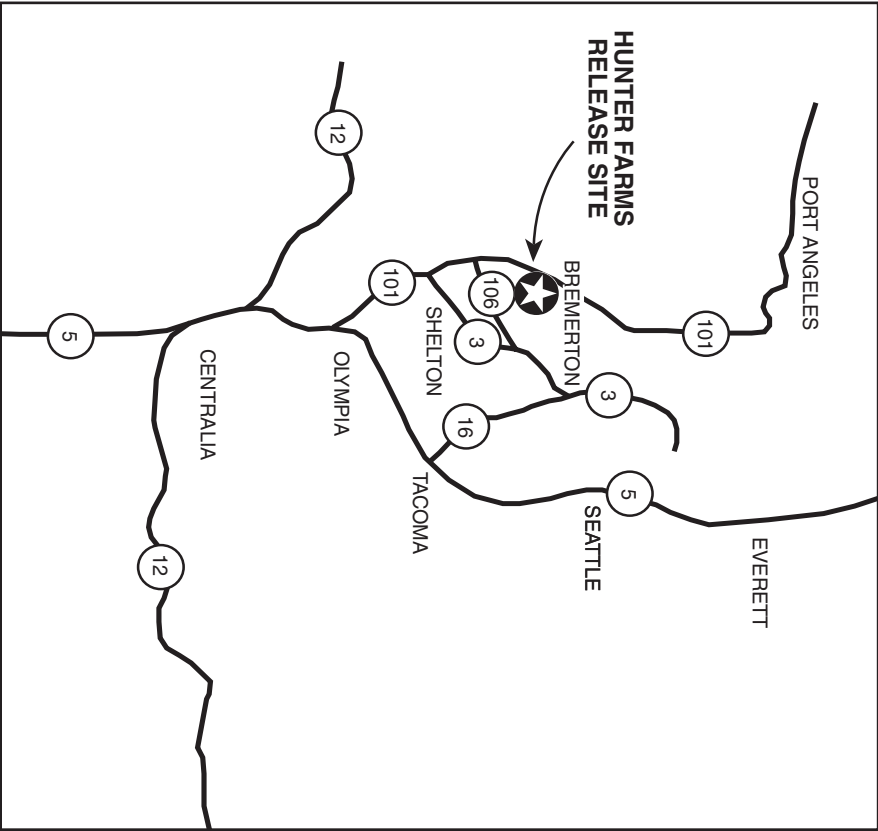 PORT ANGELES
EVERETT
101
5
HUNTER FARMS
RELEASE SITE
3
SEATTLE
BREMERTON
106
3
16
SHELTON
TACOMA
101
12
OLYMPIA
CENTRALIA
12
5